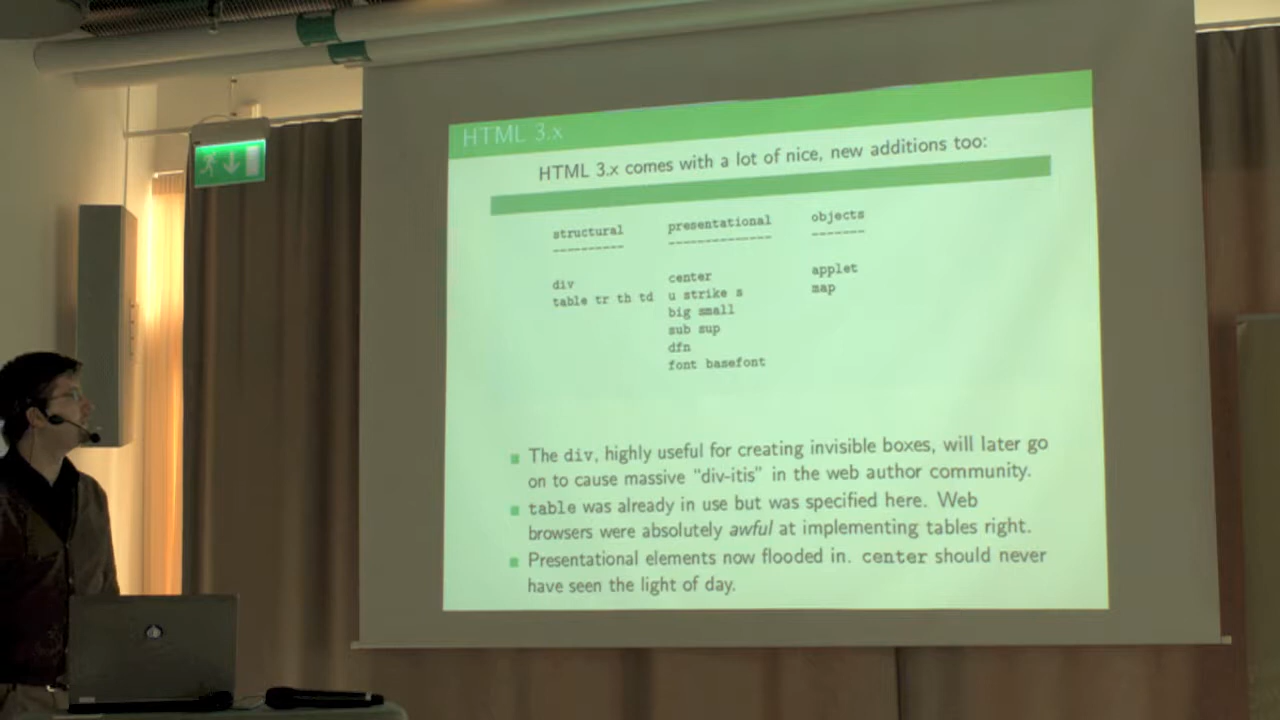 HTML 3.x
HTML 3.x comes with a lot of nice, new additions too:
structural presentational objects
---------- -------------- -------
div center applet
table tr th td u strike s map
big small
sub sup
dfn
font basefont
The div, highly useful for creating invisible boxes, will later go
on to cause massive “div-itis” in the web author community.
table was already in use but was specified here. Web
browsers were absolutely awful at implementing tables right.
Presentational elements now flooded in. center should never
have seen the light of day.